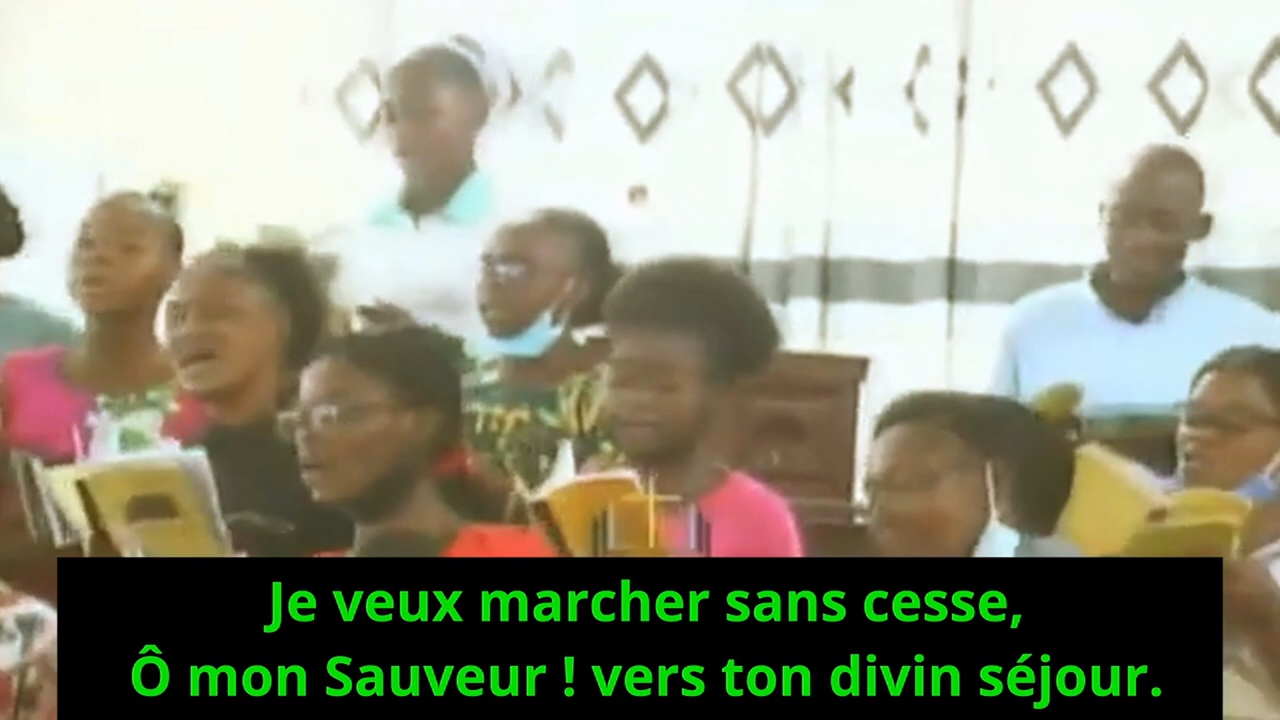 Je veux marcher sans cesse,
Ô mon Sauveur ! vers ton divin séjour.